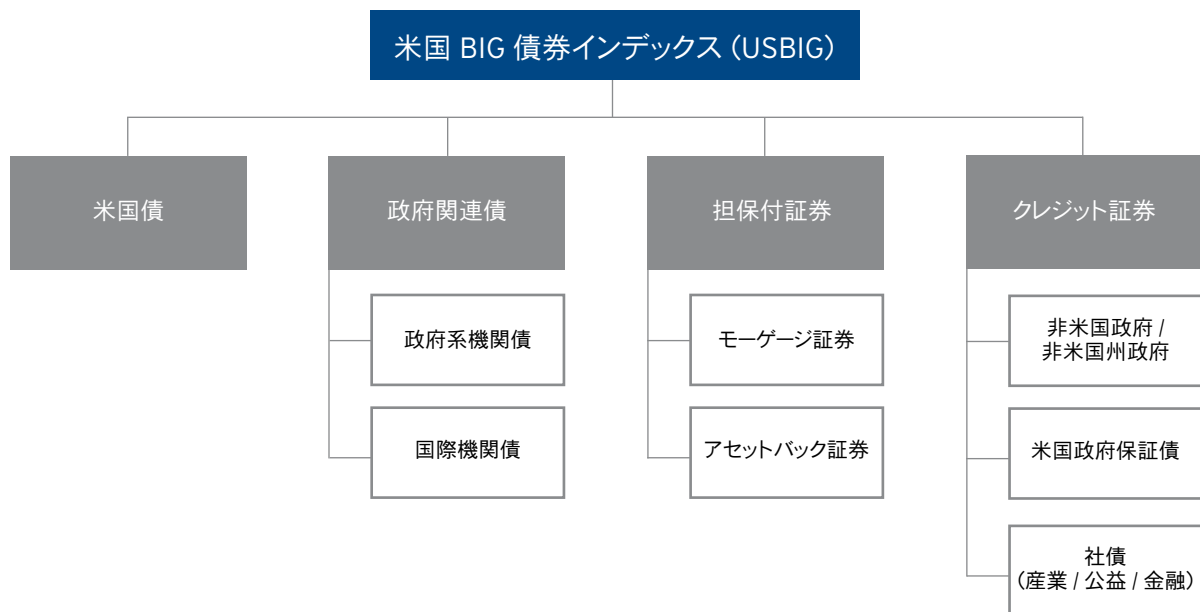 米国 BIG 債券インデックス (USBIG)
米国債
政府関連債
担保付証券
クレジット証券
政府系機関債
モーゲージ証券
非米国政府 /
非米国州政府
国際機関債
アセットバック証券
米国政府保証債
社債
(産業 / 公益 / 金融)